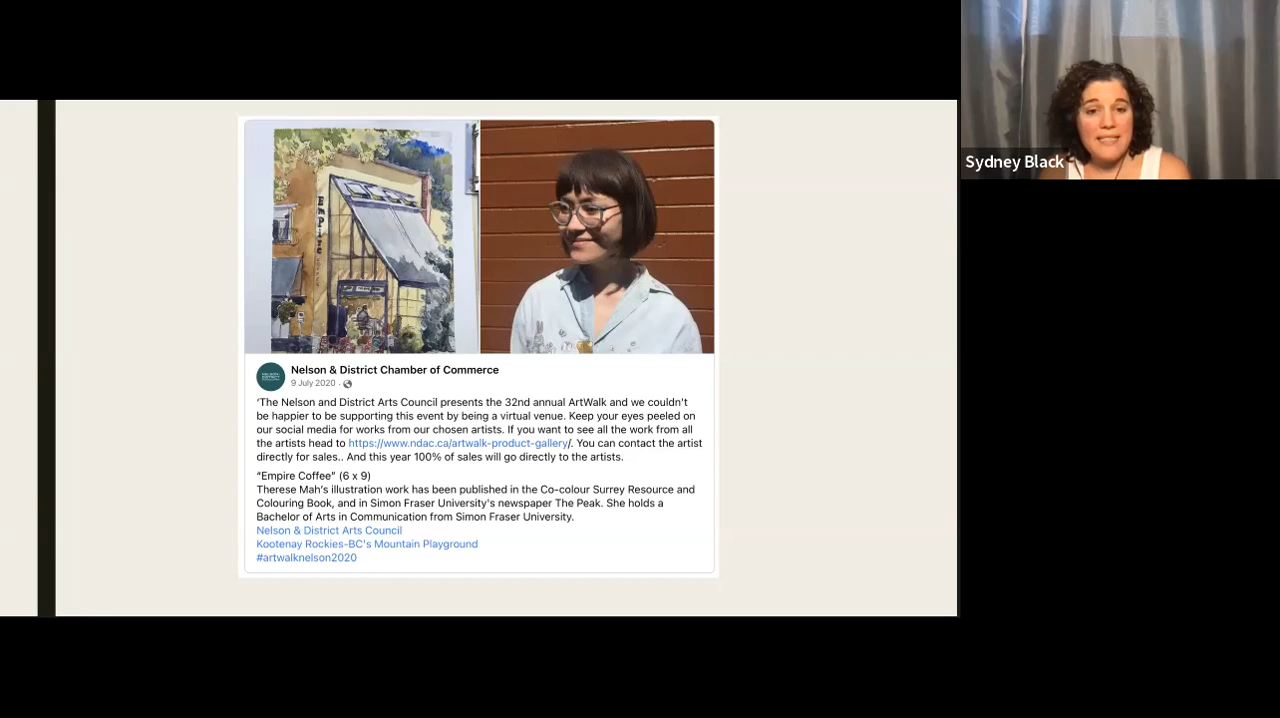 Sydney Black
Empire
Nelson & District Chamber of Commerce
9 July 2020 ·
‘The Nelson and District Arts Council presents the 32nd annual ArtWalk and we couldn't
be happier to be supporting this event by being a virtual venue. Keep your eyes peeled on
our social media for works from our chosen artists. If you want to see all the work from all
the artists head to https://www.ndac.ca/artwalk-product-gallery/. You can contact the artist
directly for sales.. And this year 100% of sales will go directly to the artists.
“Empire Coffee” (6 x 9)
Therese Mah's illustration work has been published in the Co-colour Surrey Resource and
Colouring Book, and in Simon Fraser University's newspaper The Peak. She holds a
Bachelor of Arts in Communication from Simon Fraser University.
Nelson & District Arts Council
Kootenay Rockies-BC's Mountain Playground
#artwalknelson2020